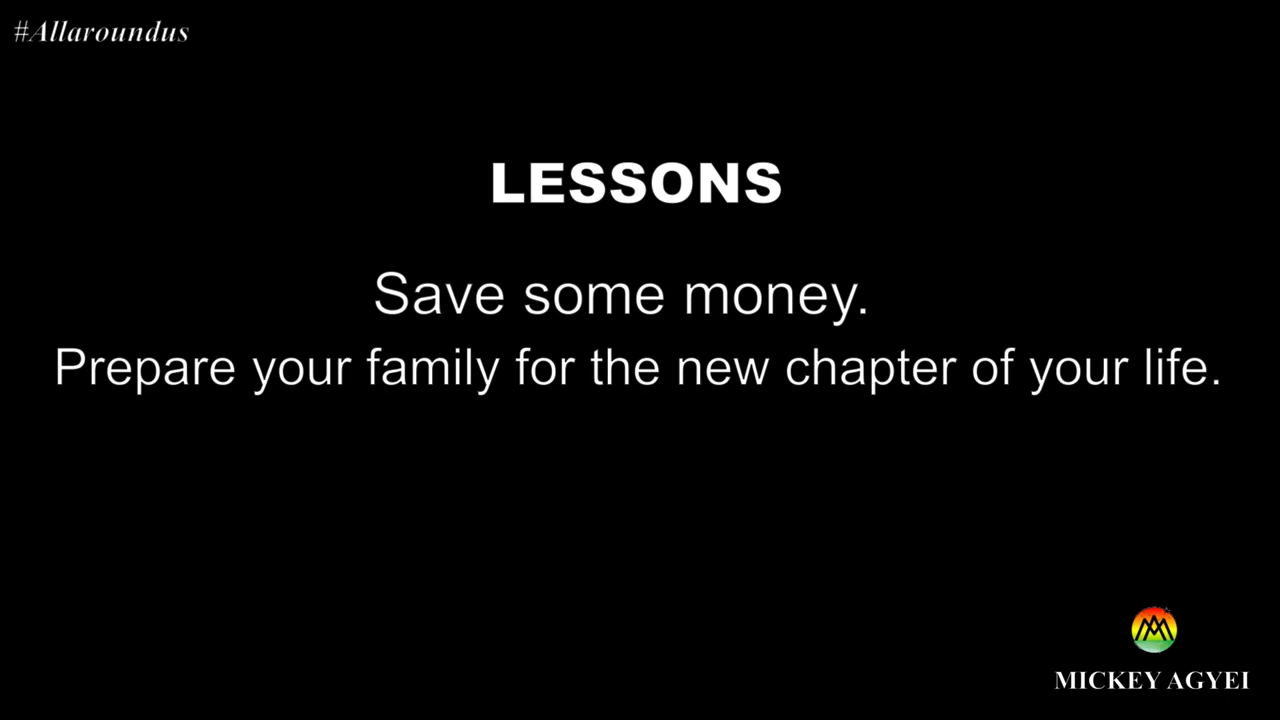 #Allaroundus
LESSONS
Save some money.
Prepare your family for the new chapter of your life.
MICKEY AGYEI